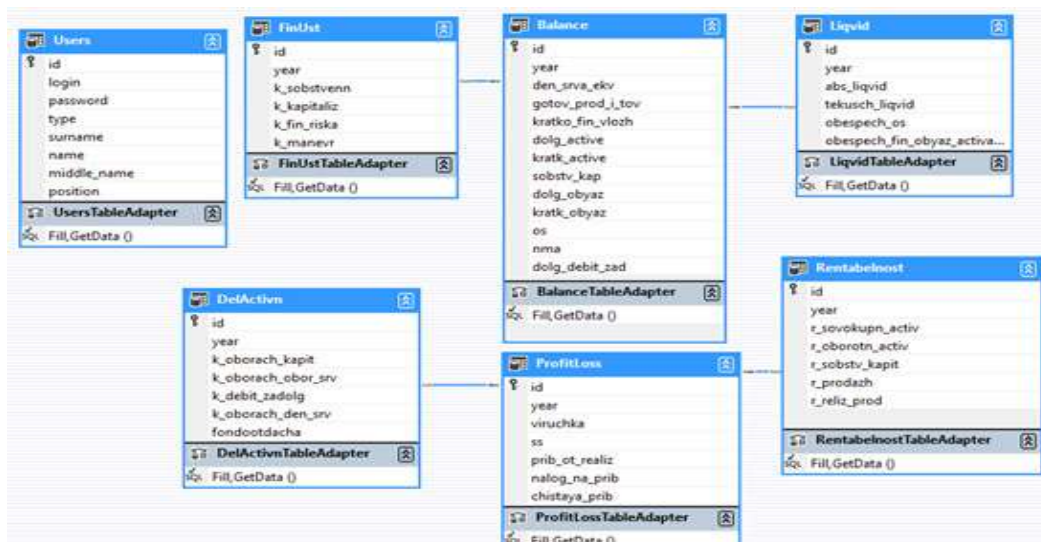 Users
id
login
password
type
surname
name
middle_name
position
UsersTableAdapter
Fill,GetData ()
FinUst
id
year
k_sobstvenn
k_kapitaliz
k_fin_riska
k_manevr
FinUstTableAdapter
Fill,GetData ()
Balance
id
year
den_srva_ekv
gotov_prod_i_tov
kratko_fin_vlozh
dolg_active
kratk_active
sobstv_kap
dolg_obyaz
kratk_obyaz
os
nma
dolg_debit_zad
BalanceTableAdapter
Fill,GetData ()
Liqvid
id
year
abs_liqvid
tekusch_liqvid
obespech_os
obespech_fin_obyaz_activa...
LiqvidTableAdapter
Fill,GetData ()
DelActivn
id
year
k_oborach_kapit
k_oborach_obor_srv
k_debit_zadolg
k_oborach_den_srv
fondootdacha
DelActivnTableAdapter
Fill,GetData ()
ProfitLoss
id
year
viruchka
ss
prib_ot_realiz
nalog_na_prib
chistaya_prib
ProfitLossTableAdapter
Fill,GetData ()
Rentabelnost
id
year
r_sovokupn_activ
r_oborotn_activ
r_sobstv_kapit
r_prodazh
r_reliz_prod
RentabelnostTableAdapter
Fill,GetData ()